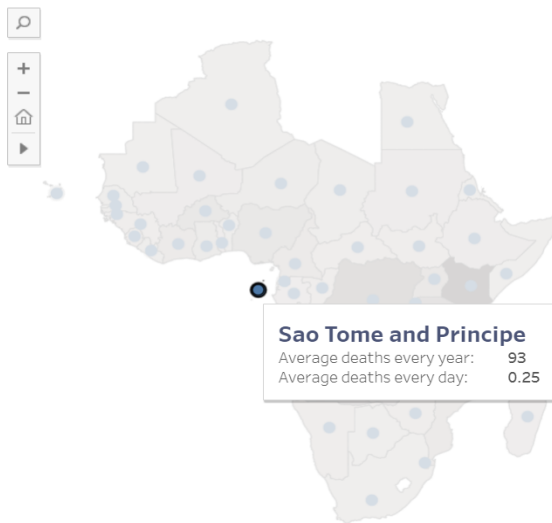 Sao Tome and Principe
Average deaths every year: 93
Average deaths every day: 0.25